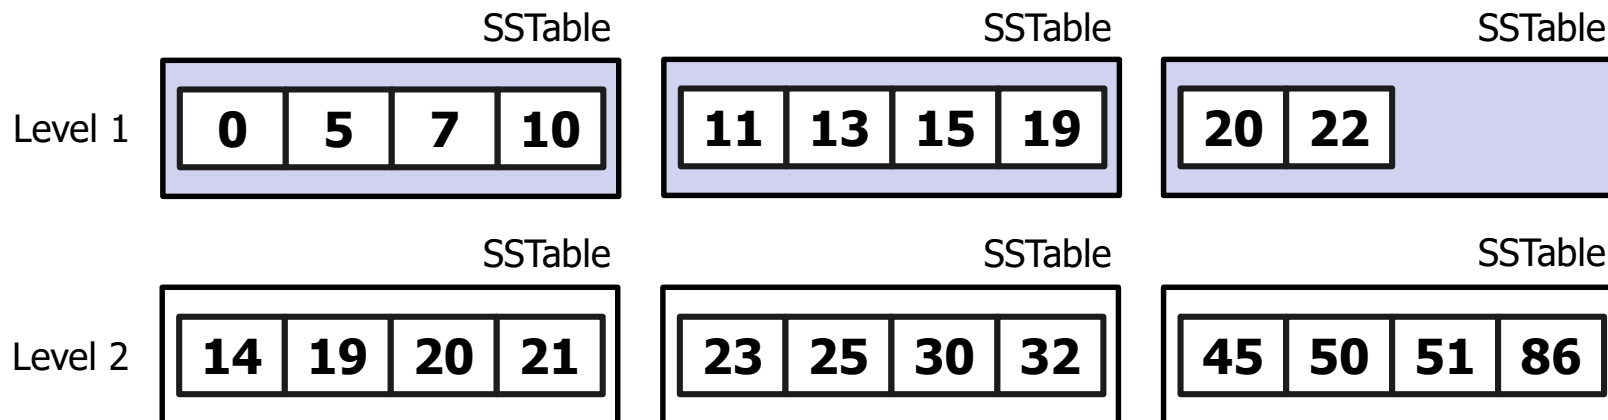 SSTable SSTable SSTable
Level 1 0 5 7 10 11 13 15 19 20 22
SSTable SSTable SSTable
Level 2 14 19 20 21 23 25 30 32 45 50 51 86